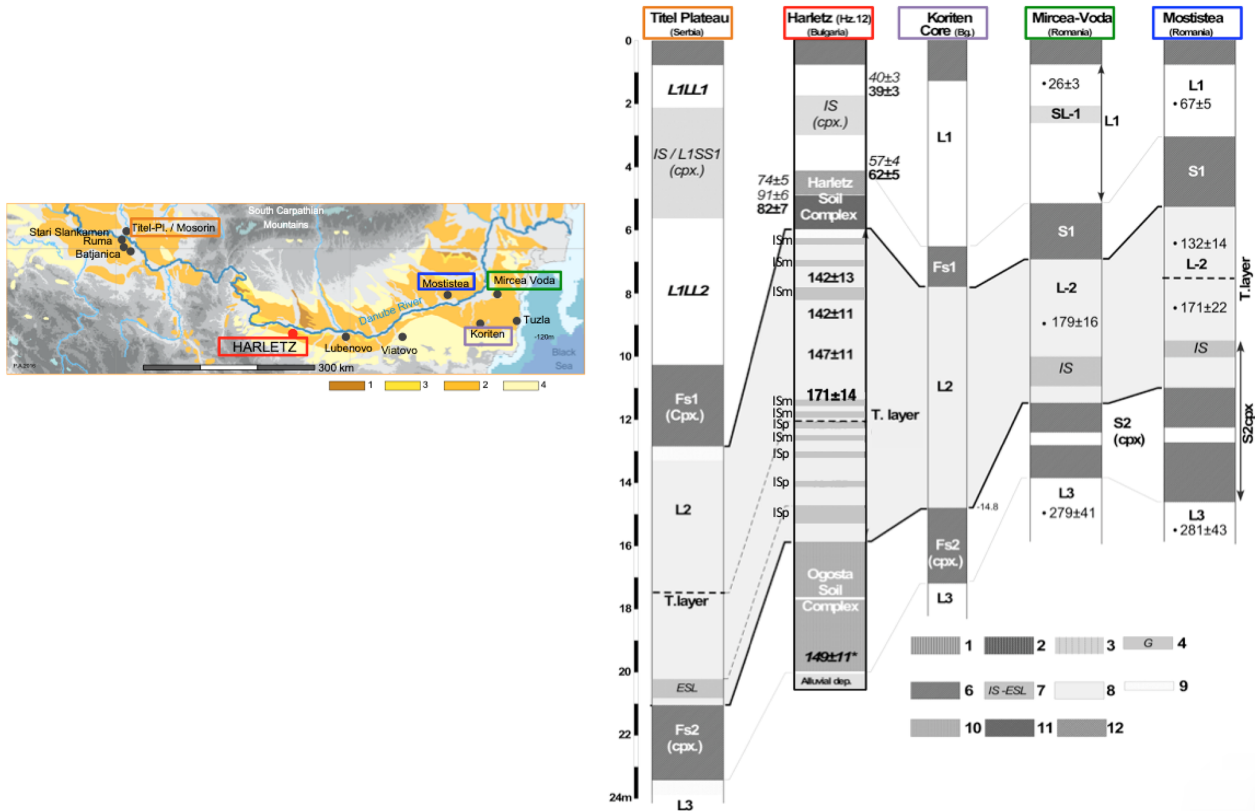 Stari Slankamen
Ruma
Batjanica
Titel-Pl. / Mosorin
South Carpathian
Mountains
Mostistea
Mircea Voda
Danube River
HARLETZ
Lubenovo
Viatovo
Koriten
Tuzla
-120m
Black
Sea
300 km
1 3 2 4
Titel Plateau
(Serbia)
Harletz (Hz.12)
(Bulgaria)
Koriten
Core (Bg.)
Mircea-Voda
(Romania)
Mostistea
(Romania)
0
2
4
6
8
10
12
14
16
18
20
22
24m
L1LL1
IS / L1SS1
(cpx.)
L1LL2
Fs1
(Cpx.)
L2
T.layer
ESL
Fs2
(cpx.)
L3
40±3
39±3
IS
(cpx.)
57±4
62±5
74±5
91±6
82±7
Harletz
Soil
Complex
ISm
ISm
142±13
ISm
142±11
147±11
171±14
ISm
ISm
T. layer
ISp
ISm
ISp
ISp
ISp
Ogosta
Soil
Complex
149±11*
Alluvial dep.
L1
Fs1
L2
-14.8
Fs2
(cpx.)
L3
26±3
SL-1
L1
S1
L-2
179±16
IS
S2
(cpx)
L3
279±41
L1
67±5
S1
132±14
L-2
171±22
T.layer
IS
S2cpx
L3
281±43
1 2 3 G 4
6 IS -ESL 7 8 9
10 11 12